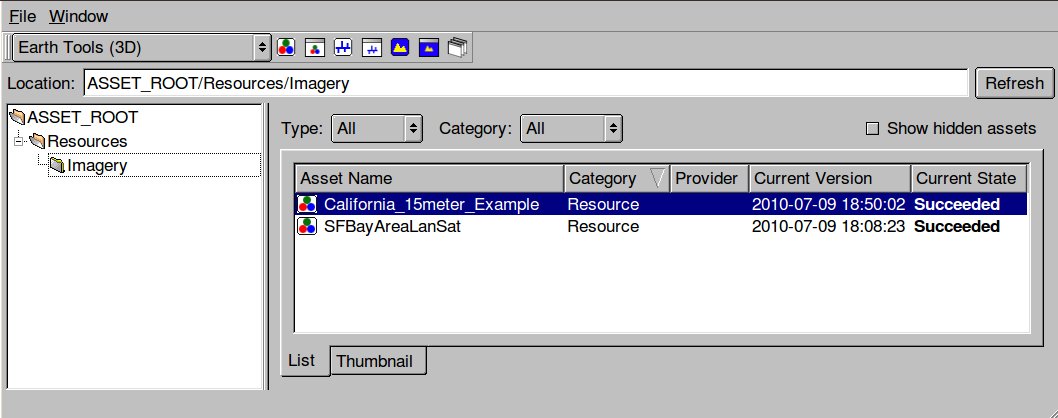 File Window
Earth Tools (3D)
Location: ASSET_ROOT/Resources/Imagery Refresh
ASSET_ROOT
Resources
Imagery
Type: All Category: All Show hidden assets
Asset Name Category Provider Current Version Current State
California_15meter_Example Resource 2010-07-09 18:50:02 Succeeded
SFBayAreaLanSat Resource 2010-07-09 18:08:23 Succeeded
List Thumbnail